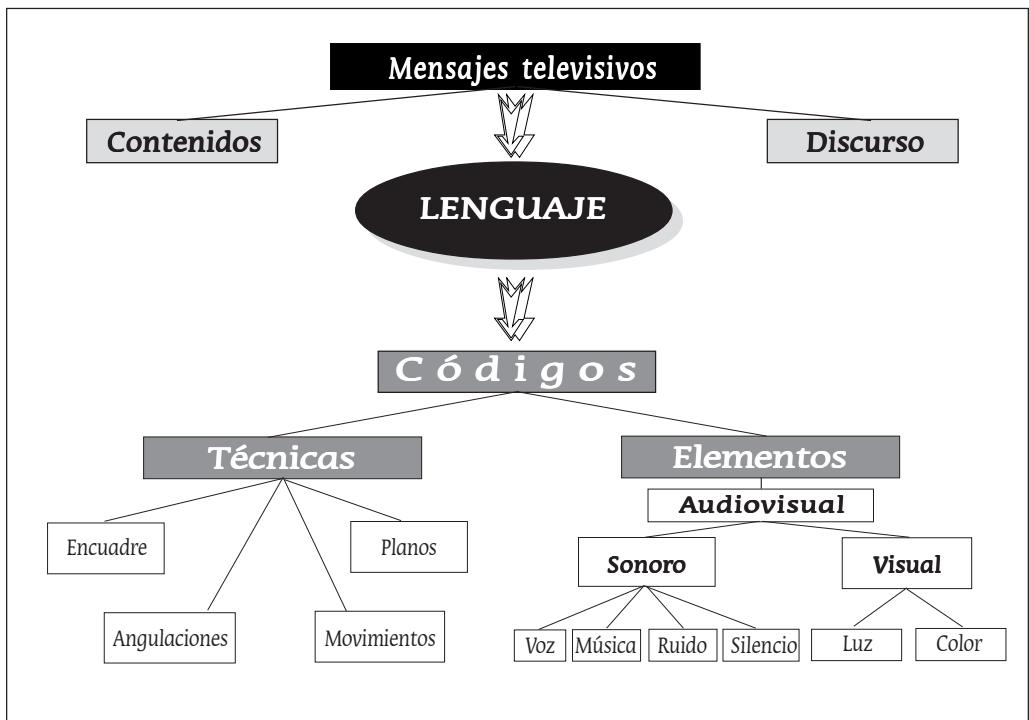 Mensajes televisivos
Contenidos
Discurso
LENGUAJE
Códigos
Técnicas
Elementos
Audiovisual
Encuadre
Planos
Sonoro
Visual
Angulaciones
Movimientos
Voz
Música
Ruido
Silencio
Luz
Color